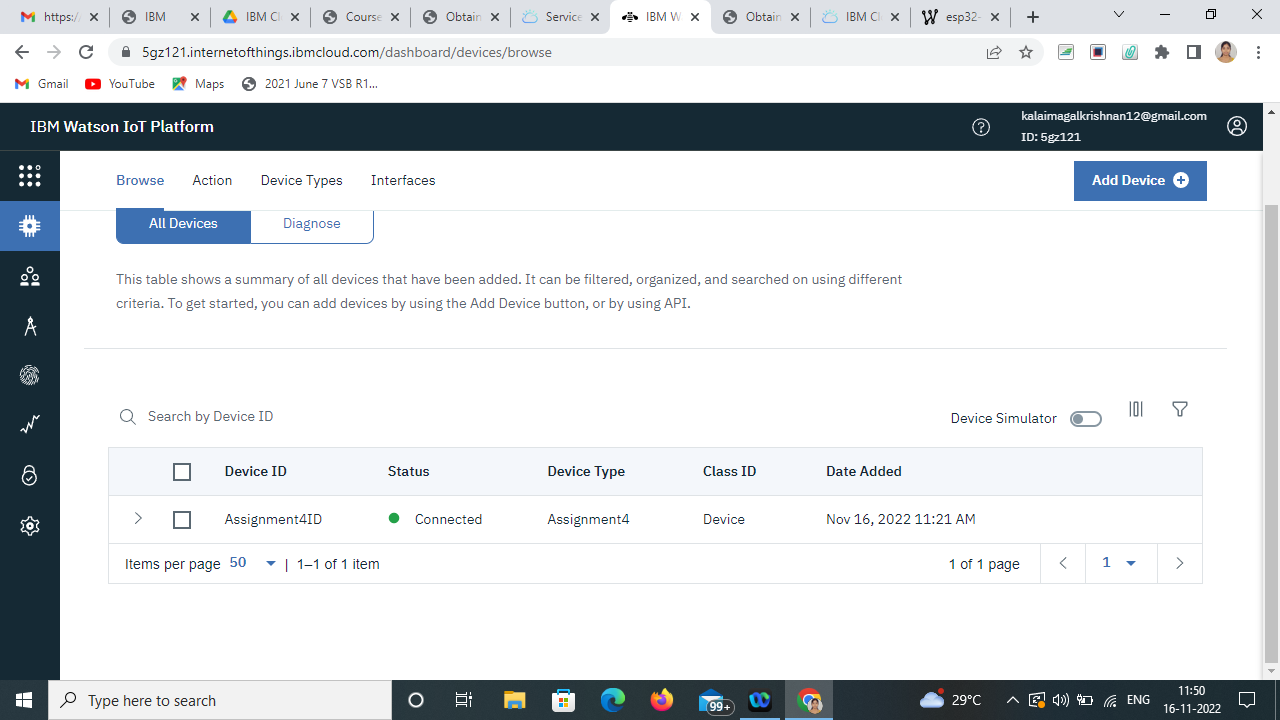 https:/
IBM
IBM Cl
Course
Obtain
Service
IBM W
Obtain
IBM Cl
esp32-
5gz121.internetofthings.ibmcloud.com/dashboard/devices/browse
Gmail
YouTube
Maps
2021 June 7 VSB R1...
IBM Watson IoT Platform
kalaimagalkrishnan12@gmail.com
ID: 5gz121
Browse
Action
Device Types
Interfaces
Add Device
All Devices
Diagnose
This table shows a summary of all devices that have been added. It can be filtered, organized, and searched on using different
criteria. To get started, you can add devices by using the Add Device button, or by using API.
Search by Device ID
Device Simulator
Device ID Status Device Type Class ID Date Added
Assignment4ID Connected Assignment4 Device Nov 16, 2022 11:21 AM
Items per page 50 | 1–1 of 1 item
1 of 1 page
1
Type here to search
99+
29°C
ENG
11:50
16-11-2022